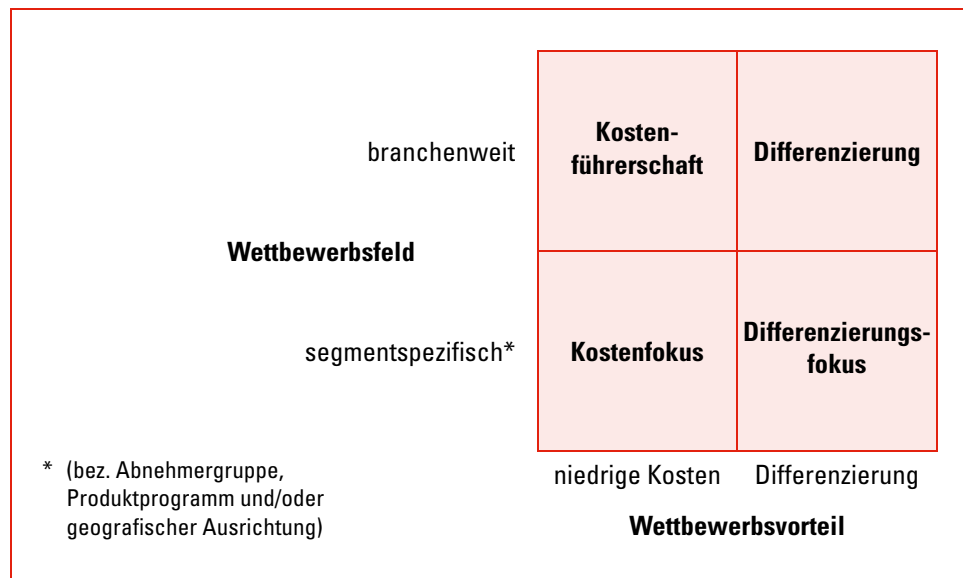 branchenweit
Kosten-
führerschaft
Differenzierung
Wettbewerbsfeld
segmentspezifisch*
Kostenfokus
Differenzierungs-
fokus
* (bez. Abnehmergruppe,
Produktprogramm und/oder
geografischer Ausrichtung)
niedrige Kosten
Differenzierung
Wettbewerbsvorteil